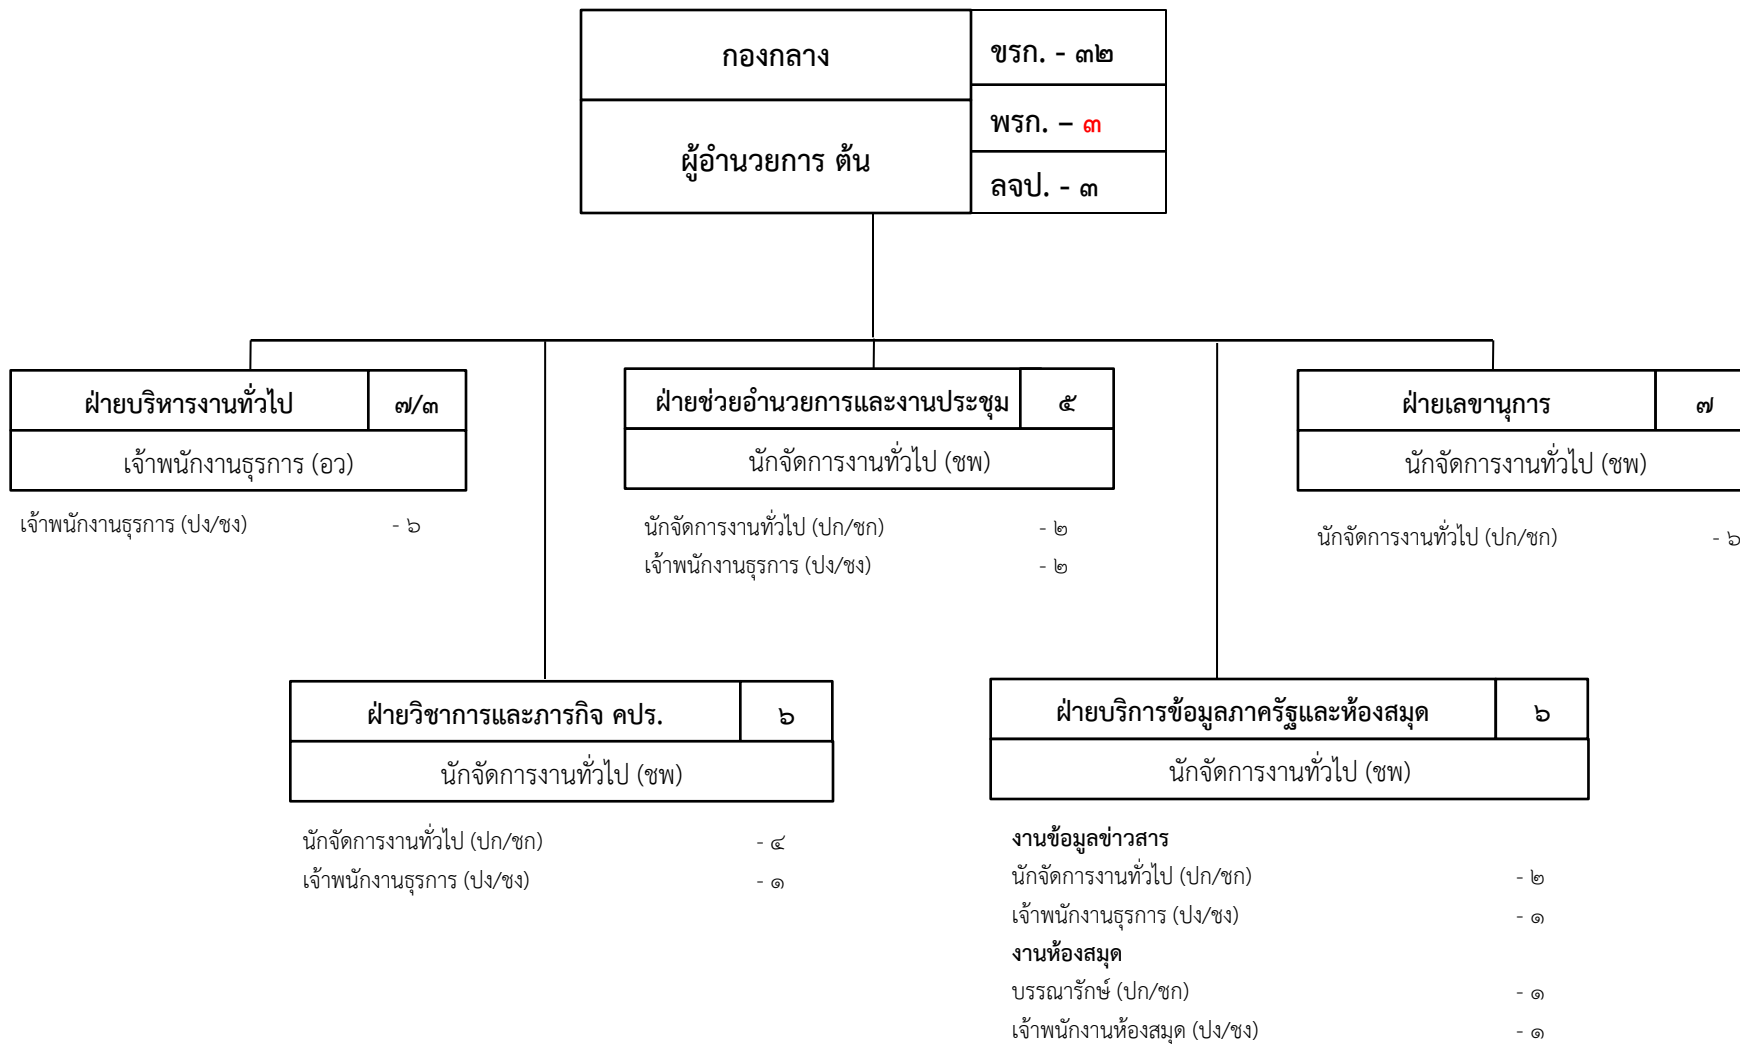 กองกลาง
ขรก. - ๓๒
พรก. – ๓
ผู้อำนวยการ ต้น
ลจป. - ๓
ฝ่ายบริหารงานทั่วไป ๗/๓
เจ้าพนักงานธุรการ (อว)
เจ้าพนักงานธุรการ (ปง/ชง) - ๖
ฝ่ายช่วยอำนวยการและงานประชุม ๕
นักจัดการงานทั่วไป (ชพ)
นักจัดการงานทั่วไป (ปก/ชก) - ๒
เจ้าพนักงานธุรการ (ปง/ชง) - ๒
ฝ่ายเลขานุการ ๗
นักจัดการงานทั่วไป (ชพ)
นักจัดการงานทั่วไป (ปก/ชก) - ๖
ฝ่ายวิชาการและภารกิจ คปร. ๖
นักจัดการงานทั่วไป (ชพ)
นักจัดการงานทั่วไป (ปก/ชก) - ๔
เจ้าพนักงานธุรการ (ปง/ชง) - ๑
ฝ่ายบริการข้อมูลภาครัฐและห้องสมุด ๖
นักจัดการงานทั่วไป (ชพ)
งานข้อมูลข่าวสาร
นักจัดการงานทั่วไป (ปก/ชก) - ๒
เจ้าพนักงานธุรการ (ปง/ชง) - ๑
งานห้องสมุด
บรรณารักษ์ (ปก/ชก) - ๑
เจ้าพนักงานห้องสมุด (ปง/ชง) - ๑